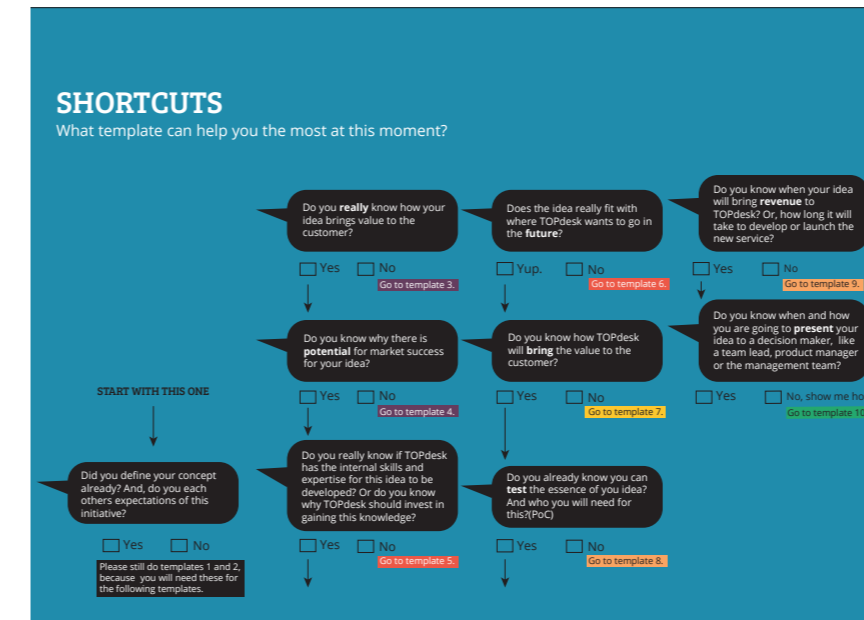 SHORTCUTS
What template can help you the most at this moment?
START WITH THIS ONE
Did you define your concept
already? And, do you each
others expectations of this
initiative?
Yes
No
Please still do templates 1 and 2,
because you will need these for
the following templates.
Do you really know how your
idea brings value to the
customer?
Yes
No
Go to template 3.
Do you know why there is
potential for market success
for your idea?
Yes
No
Go to template 4.
Do you really know if TOPdesk
has the internal skills and
expertise for this idea to be
developed? Or do you know
why TOPdesk should invest in
gaining this knowledge?
Yes
No
Go to template 5.
Does the idea really fit with
where TOPdesk wants to go in
the future?
Yup.
No
Go to template 6.
Do you know how TOPdesk
will bring the value to the
customer?
Yes
No
Go to template 7.
Do you already know you can
test the essence of you idea?
And who you will need for
this?(PoC)
Yes
No
Go to template 8.
Do you know when your idea
will bring revenue to
TOPdesk? Or, how long it will
take to develop or launch the
new service?
Yes
No
Go to template 9.
Do you know when and how
you are going to present your
idea to a decision maker, like
a team lead, product manager
or the management team?
Yes
No, show me ho
Go to template 10